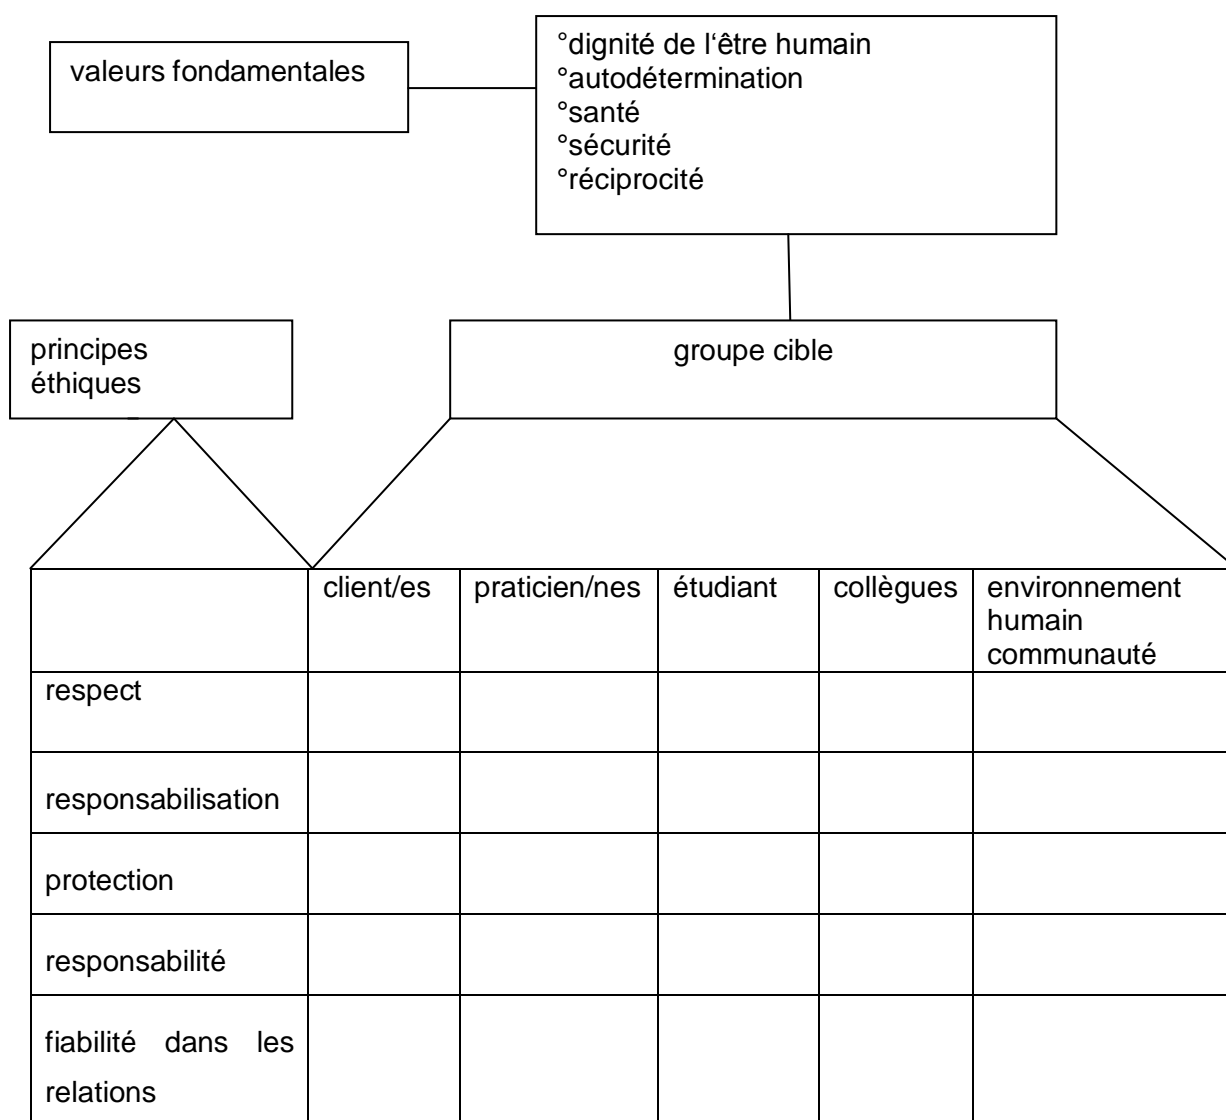 valeurs fondamentales
°dignité de l‘être humain
°autodétermination
°santé
°sécurité
°réciprocité
principes
éthiques
groupe cible
client/es
praticien/nes
étudiant
collègues
environnement
humain
communauté
respect
responsabilisation
protection
responsabilité
fiabilité dans les
relations